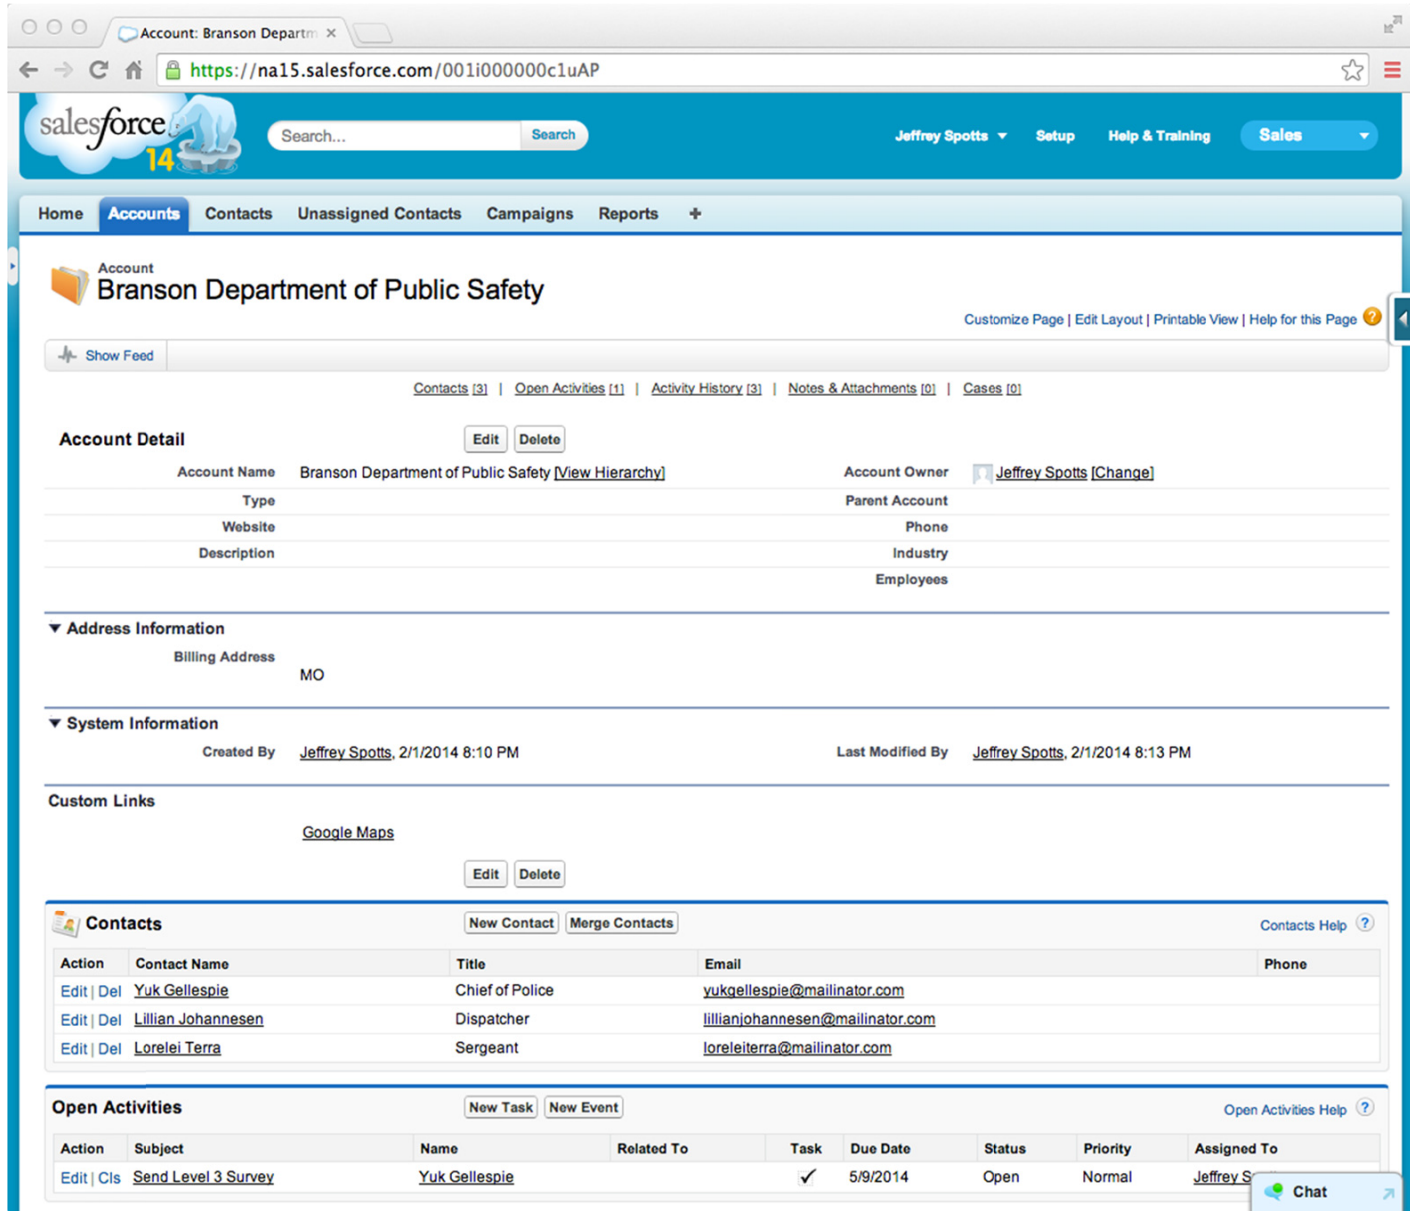 Account: Branson Departm ×
https://na15.salesforce.com/001i000000c1uAP
salesforce
14
Search... Search
Jeffrey Spotts Setup Help & Training Sales
Home Accounts Contacts Unassigned Contacts Campaigns Reports +
Account
Branson Department of Public Safety
Customize Page | Edit Layout | Printable View | Help for this Page ?
Show Feed
Contacts [3] | Open Activities [1] | Activity History [3] | Notes & Attachments [0] | Cases [0]
Account Detail Edit Delete
Account Name Branson Department of Public Safety [View Hierarchy] Account Owner Jeffrey Spotts [Change]
Type Parent Account
Website Phone
Description Industry
Employees
Address Information
Billing Address
MO
System Information
Created By Jeffrey Spotts, 2/1/2014 8:10 PM Last Modified By Jeffrey Spotts, 2/1/2014 8:13 PM
Custom Links
Google Maps
Edit Delete
Contacts New Contact Merge Contacts Contacts Help ?
Action Contact Name Title Email Phone
Edit | Del Yuk Gellespie Chief of Police yukgellespie@mailinator.com
Edit | Del Lillian Johannesen Dispatcher lillianjohannesen@mailinator.com
Edit | Del Lorelei Terra Sergeant loreleiterra@mailinator.com
Open Activities New Task New Event Open Activities Help ?
Action Subject Name Related To Task Due Date Status Priority Assigned To
Edit | Cls Send Level 3 Survey Yuk Gellespie ✓ 5/9/2014 Open Normal Jeffrey
Chat